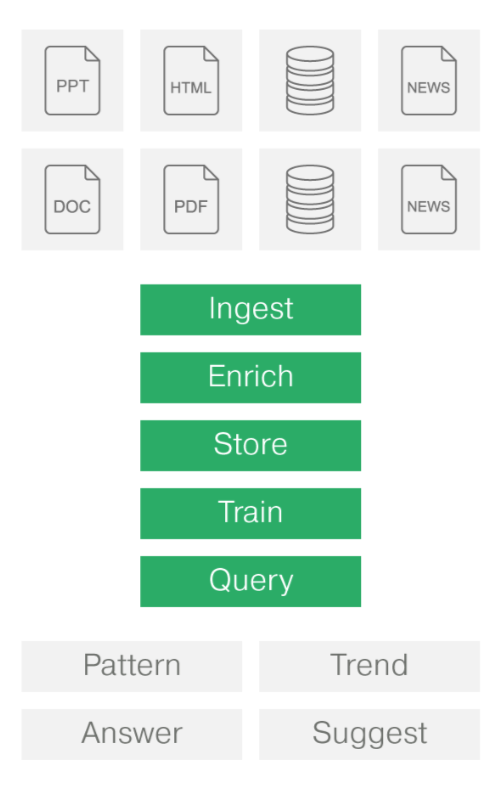 PPT HTML NEWS
DOC PDF NEWS
Ingest
Enrich
Store
Train
Query
Pattern Trend
Answer Suggest